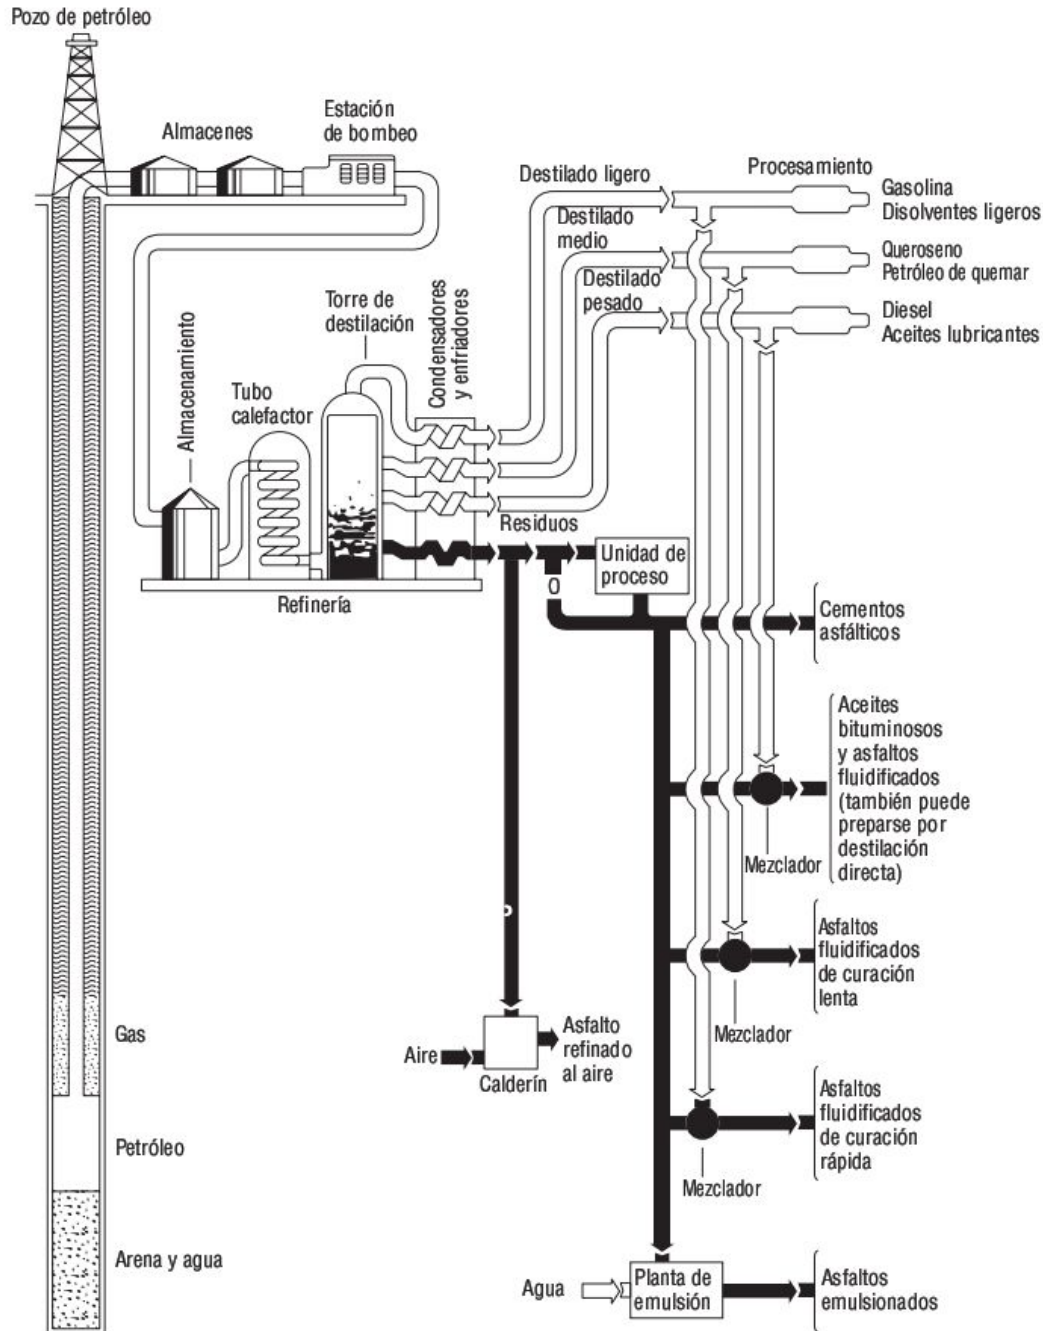 Pozo de petróleo
Almacenes
Estación
de bombeo
Destilado ligero
Procesamiento
Gasolina
Disolventes ligeros
Destilado
medio
Queroseno
Petróleo de quemar
Destilado
pesado
Diesel
Aceites lubricantes
Almacenamiento
Tubo
calefactor
Torre de
destilación
Condensadores
y enfriadores
Residuos
Unidad de
proceso
Refinería
Cementos
asfálticos
Aceites
bituminosos
y asfaltos
fluidificados
(también puede
preparse por
destilación
directa)
Mezclador
Asfaltos
fluidificados
de curación
lenta
Mezclador
Gas
Aire
Calderín
Asfalto
refinado
al aire
Asfaltos
fluidificados
de curación
rápida
Mezclador
Petróleo
Arena y agua
Agua
Planta de
emulsión
Asfaltos
emulsionados